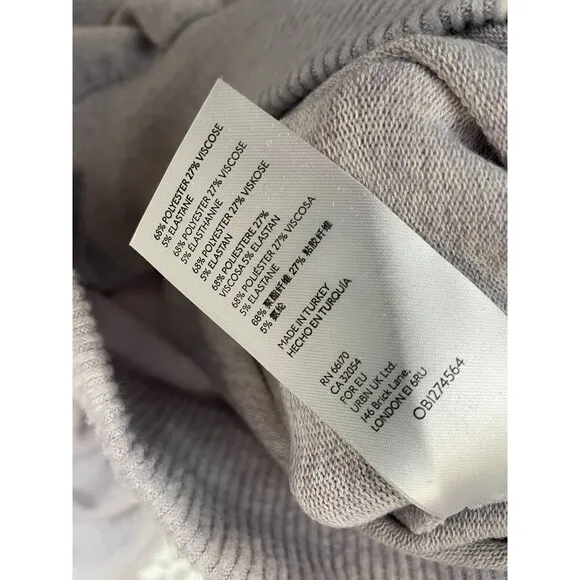 68% POLYESTER 27% VISCOSE
5% ELASTANE
68% POLYESTER 27% VISCOSE
5% ELASTHANNE
68% POLYESTER 27% VISKOSE
5% ELASTAN
68% POLIESTERE 27%
VISCOSA 5% ELASTAN
68% POLIÉSTER 27% VISCOSA
5% ELASTANE
68% 聚酯纤维 27% 粘胶纤维
5% 氨纶
MADE IN TURKEY
HECHO EN TURQUÍA
RN 66170
CA 32054
FOR EU
URBN UK Ltd.
146 Brick Lane,
LONDON E1 6RU
OB1274564